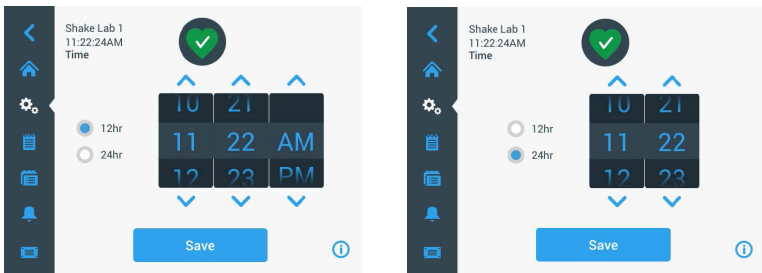 Shake Lab 1
11:22:24AM
Time
12hr
24hr
10 21
11 22 AM
12 23 PM
Save
Shake Lab 1
11:22:24AM
Time
12hr
24hr
10 21
11 22
12 23
Save